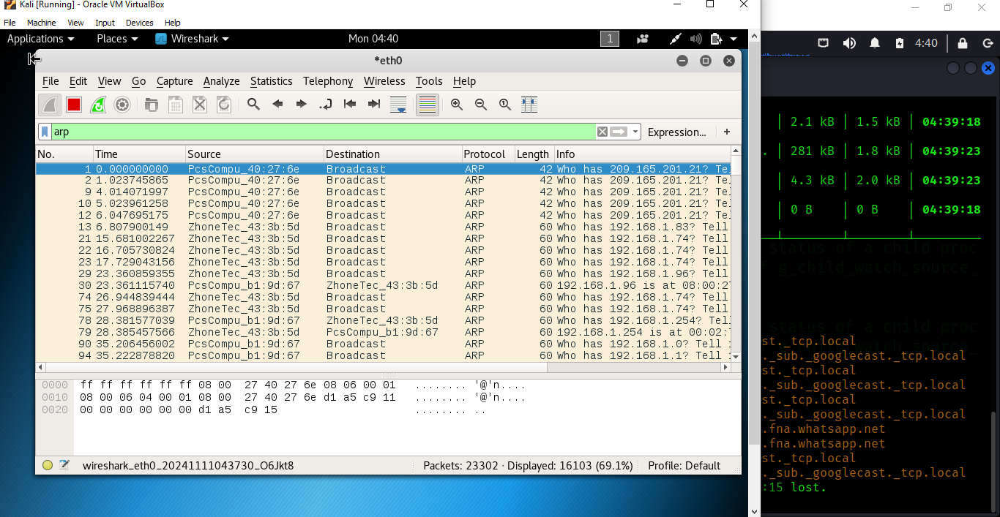 Kali [Running] - Oracle VM VirtualBox
File Machine View Input Devices Help
Applications Places Wireshark Mon 04:40 1
4:40
*eth0
File Edit View Go Capture Analyze Statistics Telephony Wireless Tools Help
arp Expression... +
No. Time Source Destination Protocol Length Info
1 0.000000000 PcsCompu_40:27:6e Broadcast ARP 42 Who has 209.165.201.21? Tel
2 1.023745865 PcsCompu_40:27:6e Broadcast ARP 42 Who has 209.165.201.21? Tel
9 4.014071997 PcsCompu_40:27:6e Broadcast ARP 42 Who has 209.165.201.21? Tel
10 5.023961258 PcsCompu_40:27:6e Broadcast ARP 42 Who has 209.165.201.21? Tel
12 6.047695175 PcsCompu_40:27:6e Broadcast ARP 42 Who has 209.165.201.21? Tel
13 6.807900149 ZhoneTec_43:3b:5d Broadcast ARP 60 Who has 192.168.1.83? Tell
21 15.681002267 ZhoneTec_43:3b:5d Broadcast ARP 60 Who has 192.168.1.74? Tell
22 16.705730824 ZhoneTec_43:3b:5d Broadcast ARP 60 Who has 192.168.1.74? Tell
23 17.729043156 ZhoneTec_43:3b:5d Broadcast ARP 60 Who has 192.168.1.74? Tell
29 23.360859355 ZhoneTec_43:3b:5d Broadcast ARP 60 Who has 192.168.1.96? Tell
30 23.361115740 PcsCompu_b1:9d:67 ZhoneTec_43:3b:5d ARP 60 192.168.1.96 is at 08:00:27
74 26.944839444 ZhoneTec_43:3b:5d Broadcast ARP 60 Who has 192.168.1.74? Tell
75 27.968896387 ZhoneTec_43:3b:5d Broadcast ARP 60 Who has 192.168.1.74? Tell
78 28.381577039 PcsCompu_b1:9d:67 ZhoneTec_43:3b:5d ARP 60 Who has 192.168.1.254? Tel
79 28.385457566 ZhoneTec_43:3b:5d PcsCompu_b1:9d:67 ARP 60 192.168.1.254 is at 00:02:
90 35.206456002 PcsCompu_b1:9d:67 Broadcast ARP 60 Who has 192.168.1.0? Tell 1
94 35.222878820 PcsCompu_b1:9d:67 Broadcast ARP 60 Who has 192.168.1.1? Tell 1
0000 ff ff ff ff ff ff 08 00 27 40 27 6e 08 06 00 01 ........ '@'n....
0010 08 00 06 04 00 01 08 00 27 40 27 6e d1 a5 c9 11 ........ '@'n....
0020 00 00 00 00 00 00 d1 a5 c9 15 ........ ..
wireshark_eth0_20241111043730_O6Jkt8 Packets: 23302 · Displayed: 16103 (69.1%) Profile: Default
2.1 kB 1.5 kB 04:39:18
. 281 kB 1.8 kB 04:39:23
4.3 kB 2.0 kB 04:39:23
0 B 0 B 04:39:18
status of a child proc
g_child_watch_source_
status of a child proc
st._tcp.local
._sub._googlecast._tcp.local
st._tcp.local
._sub._googlecast._tcp.local
st._tcp.local
._sub._googlecast._tcp.local
.fna.whatsapp.net
.fna.whatsapp.net
st._tcp.local
._sub._googlecast._tcp.local
:15 lost.